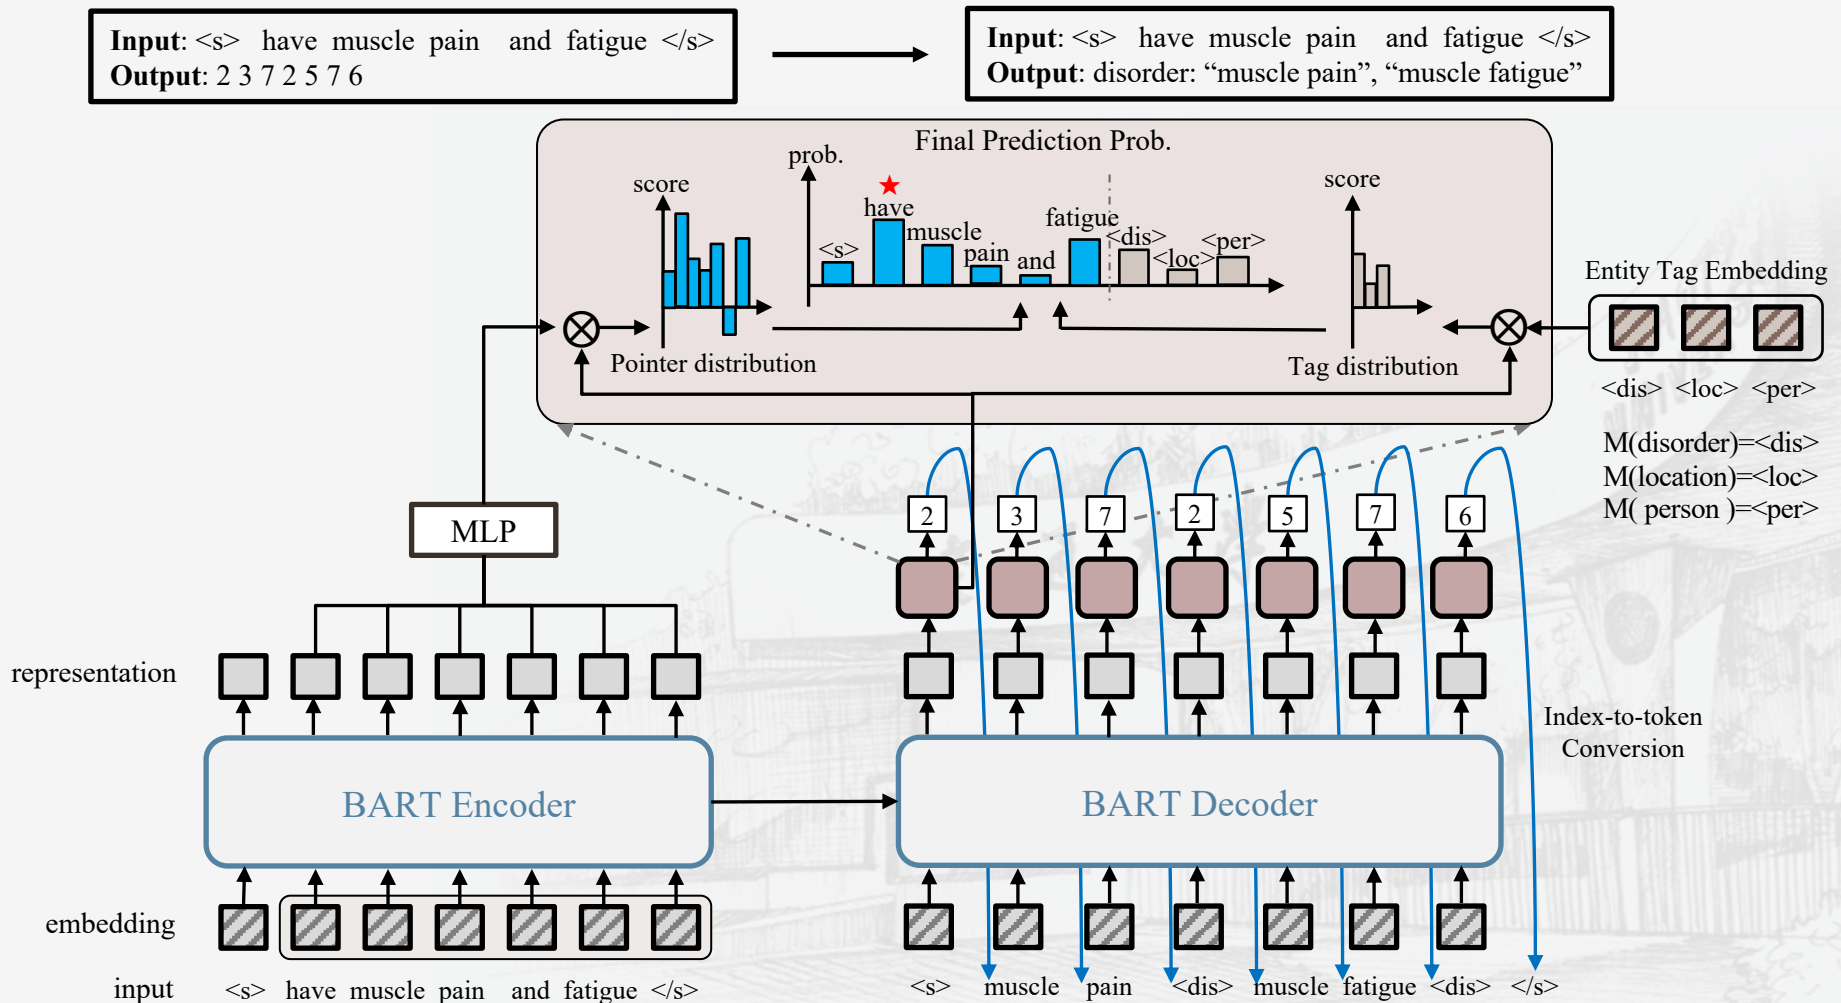 Input: <s> have muscle pain and fatigue </s>
Output: 2 3 7 2 5 7 6
Input: <s> have muscle pain and fatigue </s>
Output: disorder: “muscle pain”, “muscle fatigue”
Final Prediction Prob.
score
prob.
<s>
have
muscle
pain
and
fatigue
<dis>
<loc>
<per>
score
Pointer distribution
Tag distribution
Entity Tag Embedding
<dis> <loc> <per>
M(disorder)=<dis>
M(location)=<loc>
M( person )=<per>
MLP
2 3 7 2 5 7 6
representation
Index-to-token
Conversion
BART Encoder
BART Decoder
embedding
input <s> have muscle pain and fatigue </s>
<s> muscle pain <dis> muscle fatigue <dis> </s>